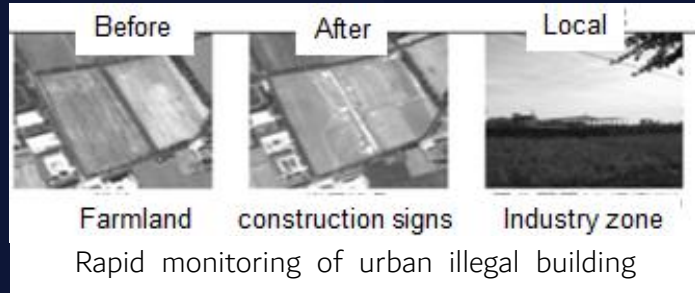 Before After Local
Farmland construction signs Industry zone
Rapid monitoring of urban illegal building